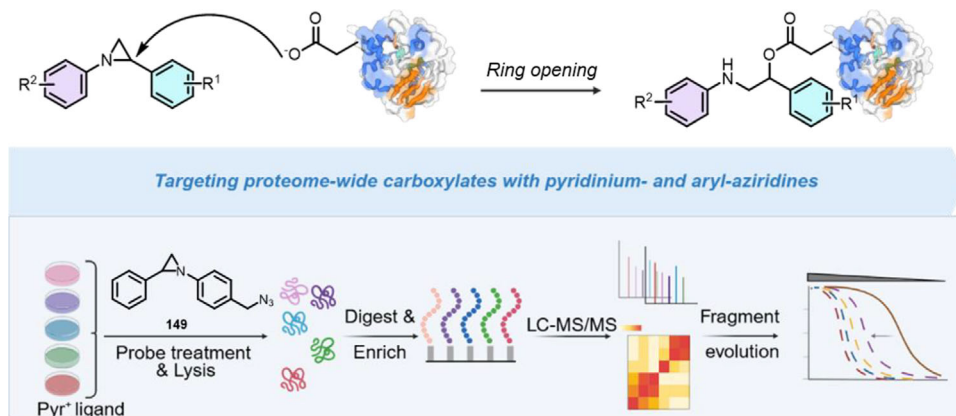 N
R²
R¹
⁻O
O
Ring opening
O
O
H
N
R²
R¹
Targeting proteome-wide carboxylates with pyridinium- and aryl-aziridines
N
N₃
149
Probe treatment
& Lysis
Pyr⁺ ligand
Digest &
Enrich
LC-MS/MS
Fragment
evolution